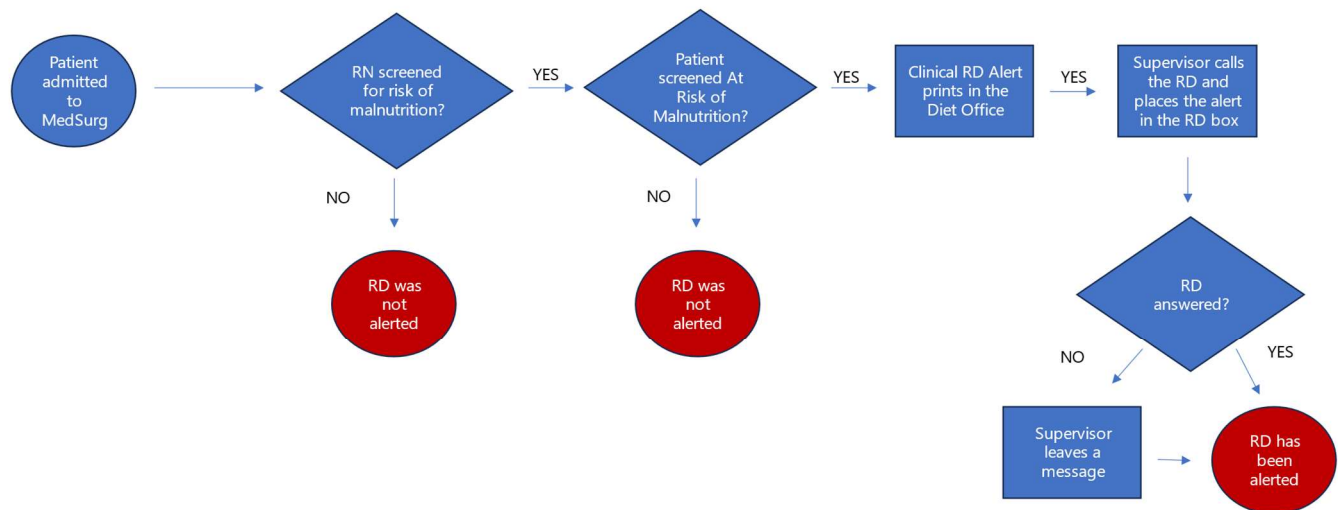 Patient
admitted
to
MedSurg
RN screened
for risk of
malnutrition?
YES
Patient
screened At
Risk of
Malnutrition?
YES
Clinical RD Alert
prints in the
Diet Office
YES
Supervisor calls
the RD and
places the alert
in the RD box
NO
RD was
not
alerted
NO
RD was
not
alerted
RD
answered?
NO
YES
Supervisor
leaves a
message
RD has
been
alerted